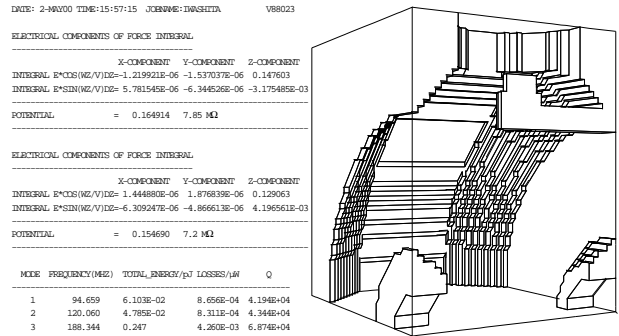 DATE: 2-MAY00 TIME:15:57:15 JOBNAME:IWASHITA VB8023
ELECTRICAL COMPONENTS OF FORCE INTEGRAL
X-COMPONENT Y-COMPONENT Z-COMPONENT
INTEGRAL E*COS(WZ/V)DZ=-1.219921E-06 -1.537037E-06 0.147603
INTEGRAL E*SIN(WZ/V)DZ= 5.781545E-06 -6.344526E-06 -3.175485E-03
POTENTIAL = 0.164914 7.85 MΩ
ELECTRICAL COMPONENTS OF FORCE INTEGRAL
X-COMPONENT Y-COMPONENT Z-COMPONENT
INTEGRAL E*COS(WZ/V)DZ= 1.444880E-06 1.876839E-06 0.129063
INTEGRAL E*SIN(WZ/V)DZ=-6.309247E-06 -4.866613E-06 4.196561E-03
POTENTIAL = 0.154690 7.2 MΩ
MODE FREQUENCY(MHZ) TOTAL_ENERGY/pJ LOSSES/µW Q
1 94.659 6.103E-02 8.656E-04 4.194E+04
2 120.060 4.785E-02 8.311E-04 4.344E+04
3 188.344 0.247 4.260E-03 6.874E+04